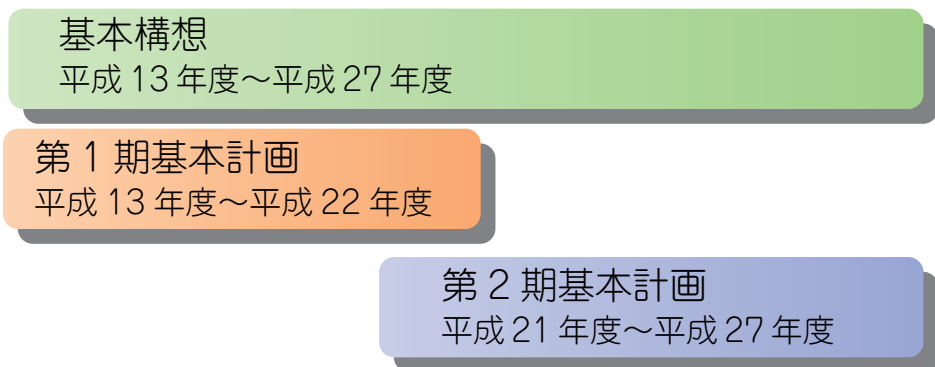 基本構想
平成 13 年度～平成 27 年度
第 1 期基本計画
平成 13 年度～平成 22 年度
第 2 期基本計画
平成 21 年度～平成 27 年度